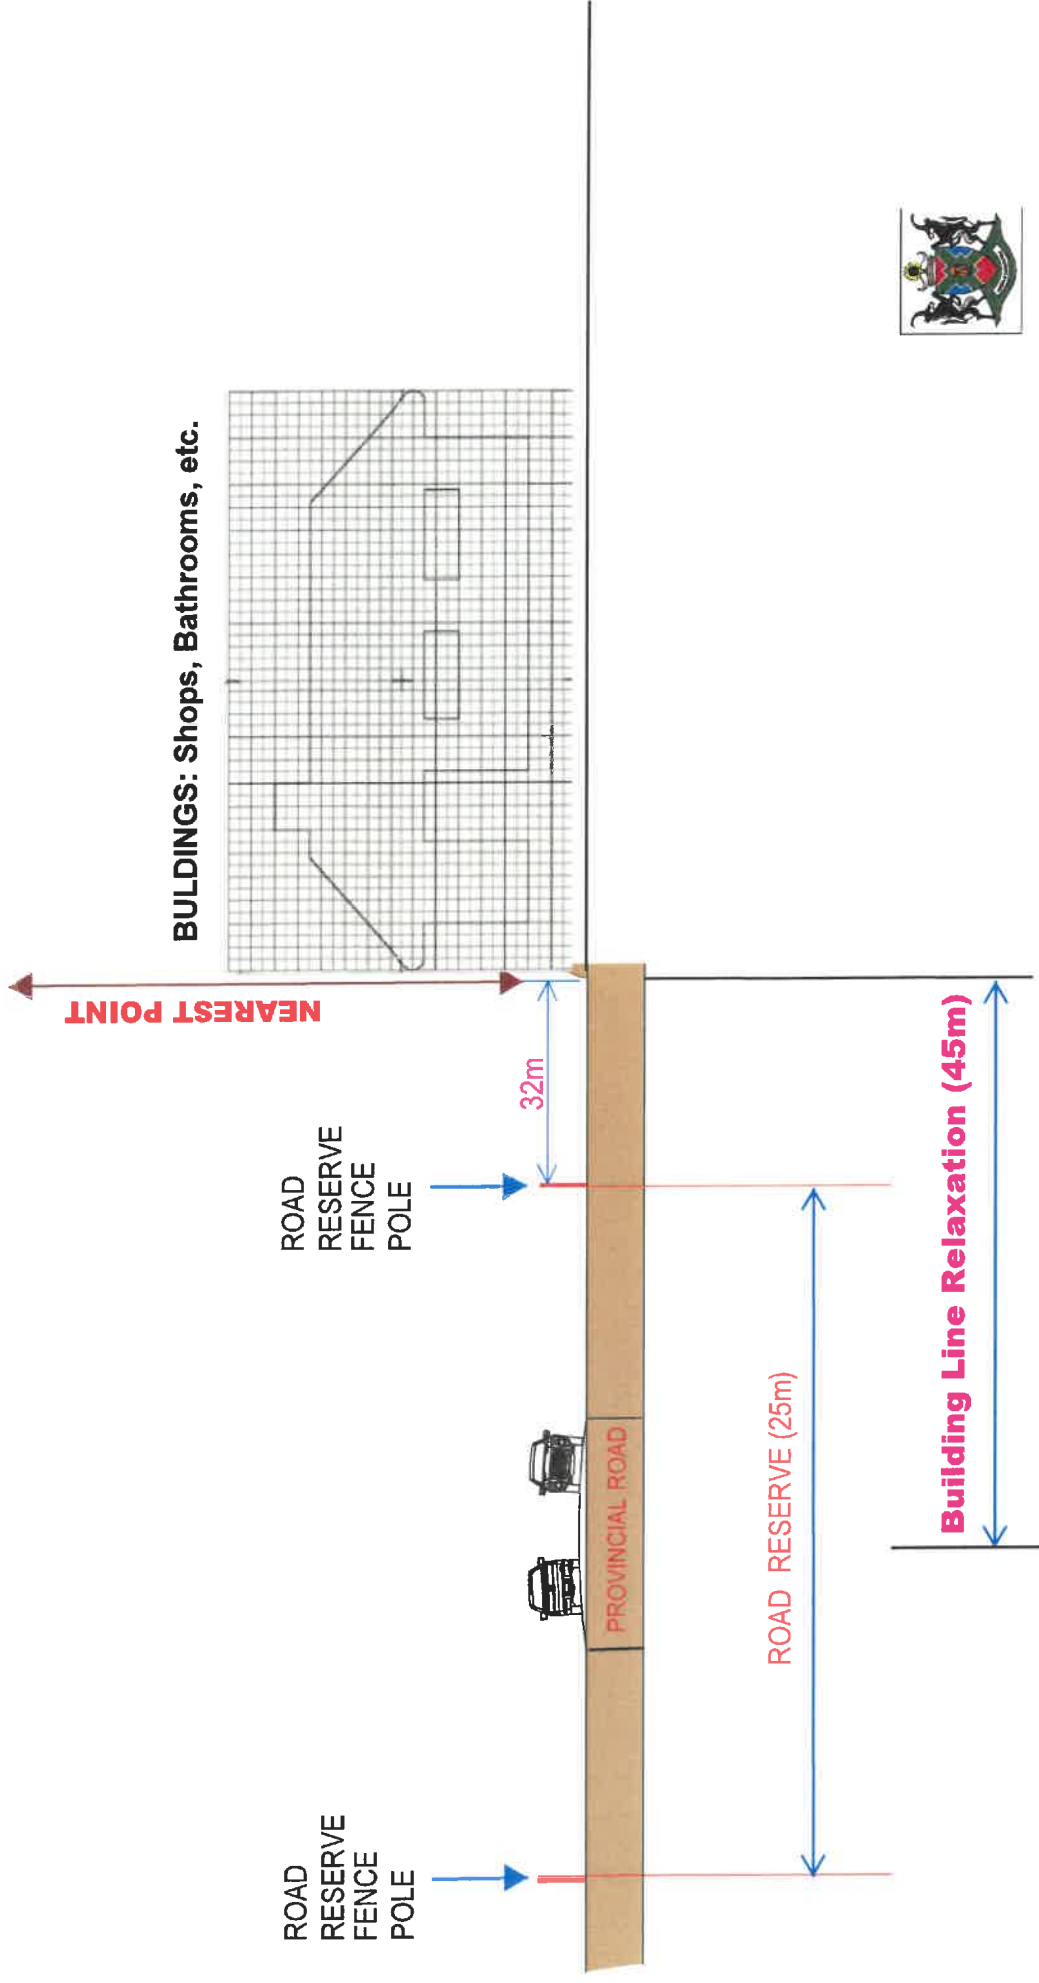 BULDINGS: Shops, Bathrooms, etc.
NEAREST POINT
ROAD
RESERVE
FENCE
POLE
ROAD
RESERVE
FENCE
POLE
32m
PROVINCIAL ROAD
ROAD RESERVE (25m)
Building Line Relaxation (45m)